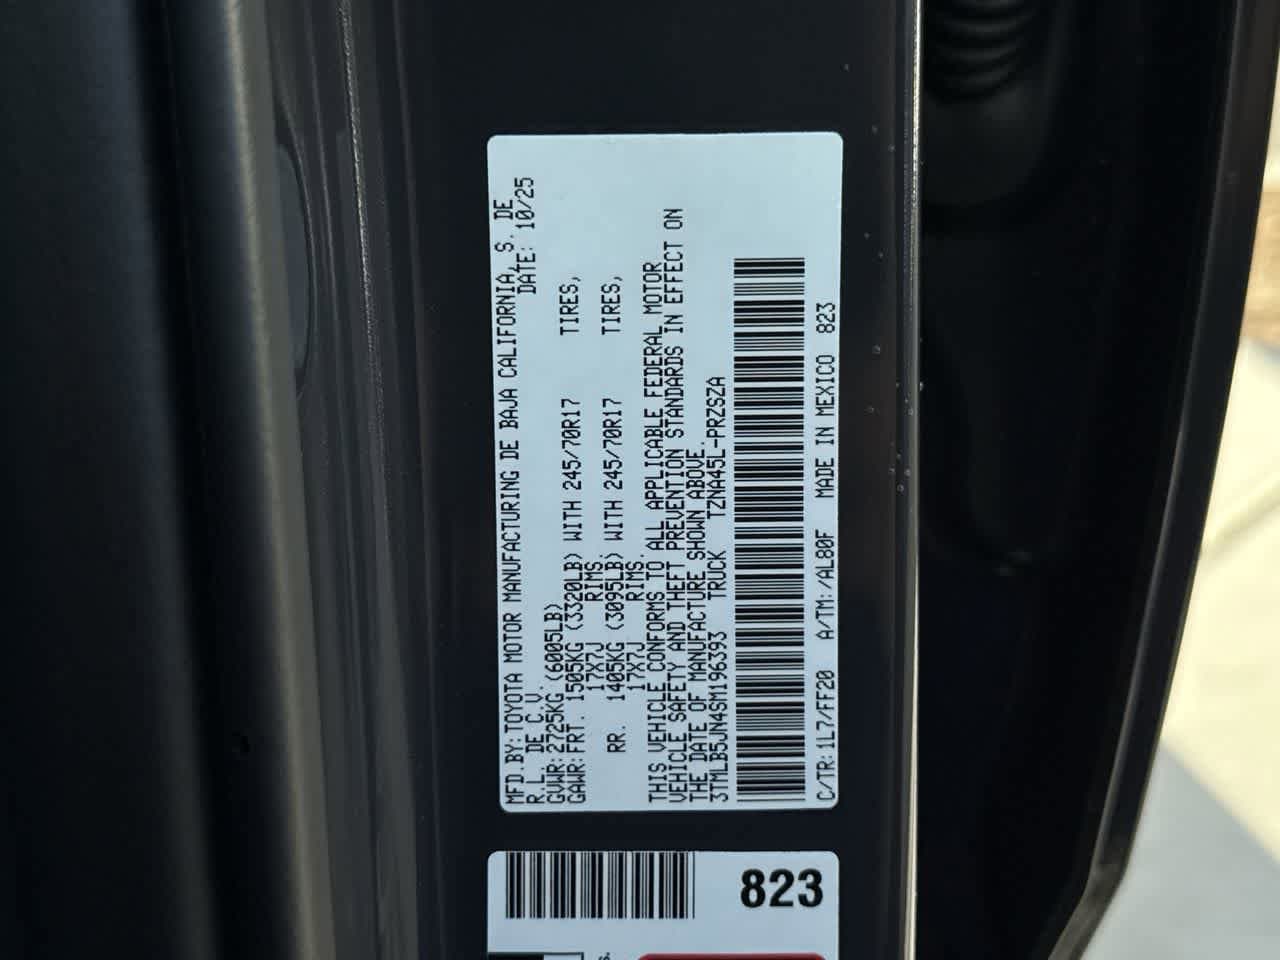 MFD.BY:TOYOTA MOTOR MANUFACTURING DE BAJA CALIFORNIA, S. DE
R.L. DE C.V. DATE: 10/25
GVWR:2725KG (6005LB)
GAWR:FRT. 1505KG (3320LB) WITH 245/70R17 TIRES,
17X7J RIMS.
RR. 1405KG (3095LB) WITH 245/70R17 TIRES,
17X7J RIMS.
THIS VEHICLE CONFORMS TO ALL APPLICABLE FEDERAL MOTOR
VEHICLE SAFETY AND THEFT PREVENTION STANDARDS IN EFFECT ON
THE DATE OF MANUFACTURE SHOWN ABOVE.
3TMLB5JN4SM196393 TRUCK TZNA45L-PRZSZA
C/TR:1L7/FF20 A/TM:/AL80F MADE IN MEXICO 823
823